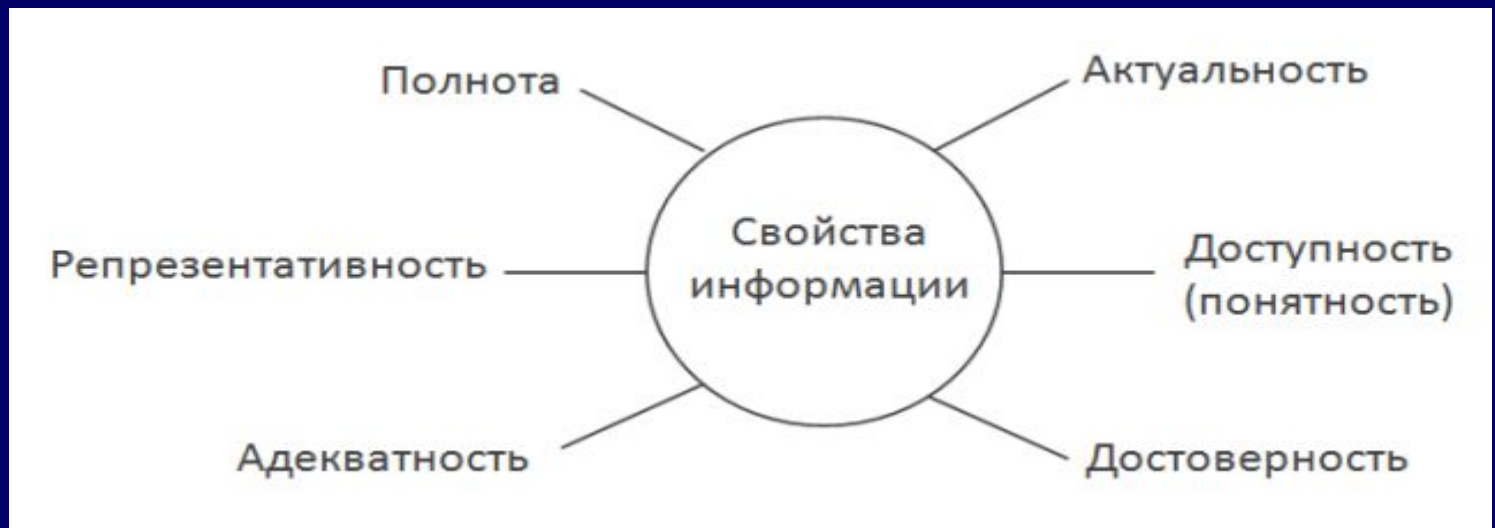 Полнота
Актуальность
Свойства
информации
Репрезентативность
Доступность
(понятность)
Адекватность
Достоверность